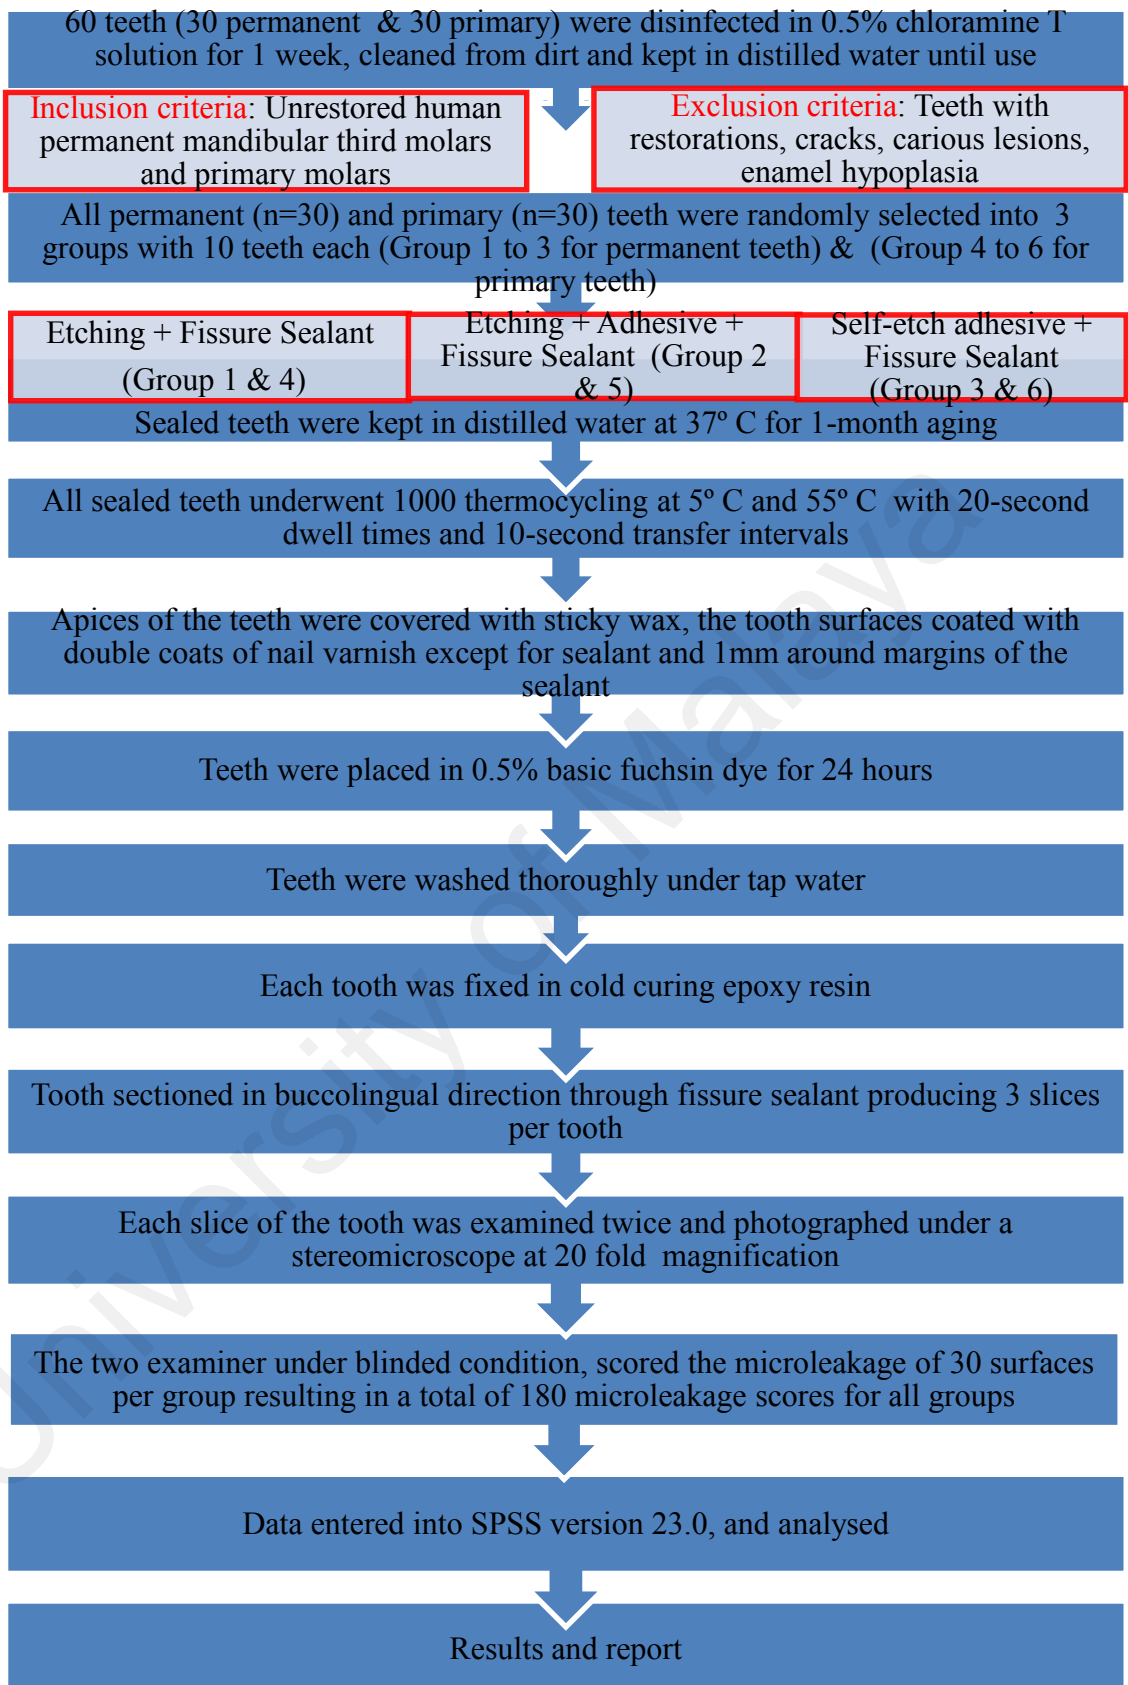 60 teeth (30 permanent & 30 primary) were disinfected in 0.5% chloramine T
solution for 1 week, cleaned from dirt and kept in distilled water until use
Inclusion criteria: Unrestored human
permanent mandibular third molars
and primary molars
Exclusion criteria: Teeth with
restorations, cracks, carious lesions,
enamel hypoplasia
All permanent (n=30) and primary (n=30) teeth were randomly selected into 3
groups with 10 teeth each (Group 1 to 3 for permanent teeth) & (Group 4 to 6 for
primary teeth)
Etching + Fissure Sealant
(Group 1 & 4)
Etching + Adhesive +
Fissure Sealant (Group 2
& 5)
Self-etch adhesive +
Fissure Sealant
(Group 3 & 6)
Sealed teeth were kept in distilled water at 37º C for 1-month aging
All sealed teeth underwent 1000 thermocycling at 5º C and 55º C with 20-second
dwell times and 10-second transfer intervals
Apices of the teeth were covered with sticky wax, the tooth surfaces coated with
double coats of nail varnish except for sealant and 1mm around margins of the
sealant
Teeth were placed in 0.5% basic fuchsin dye for 24 hours
Teeth were washed thoroughly under tap water
Each tooth was fixed in cold curing epoxy resin
Tooth sectioned in buccolingual direction through fissure sealant producing 3 slices
per tooth
Each slice of the tooth was examined twice and photographed under a
stereomicroscope at 20 fold magnification
The two examiner under blinded condition, scored the microleakage of 30 surfaces
per group resulting in a total of 180 microleakage scores for all groups
Data entered into SPSS version 23.0, and analysed
Results and report
University of Malaya